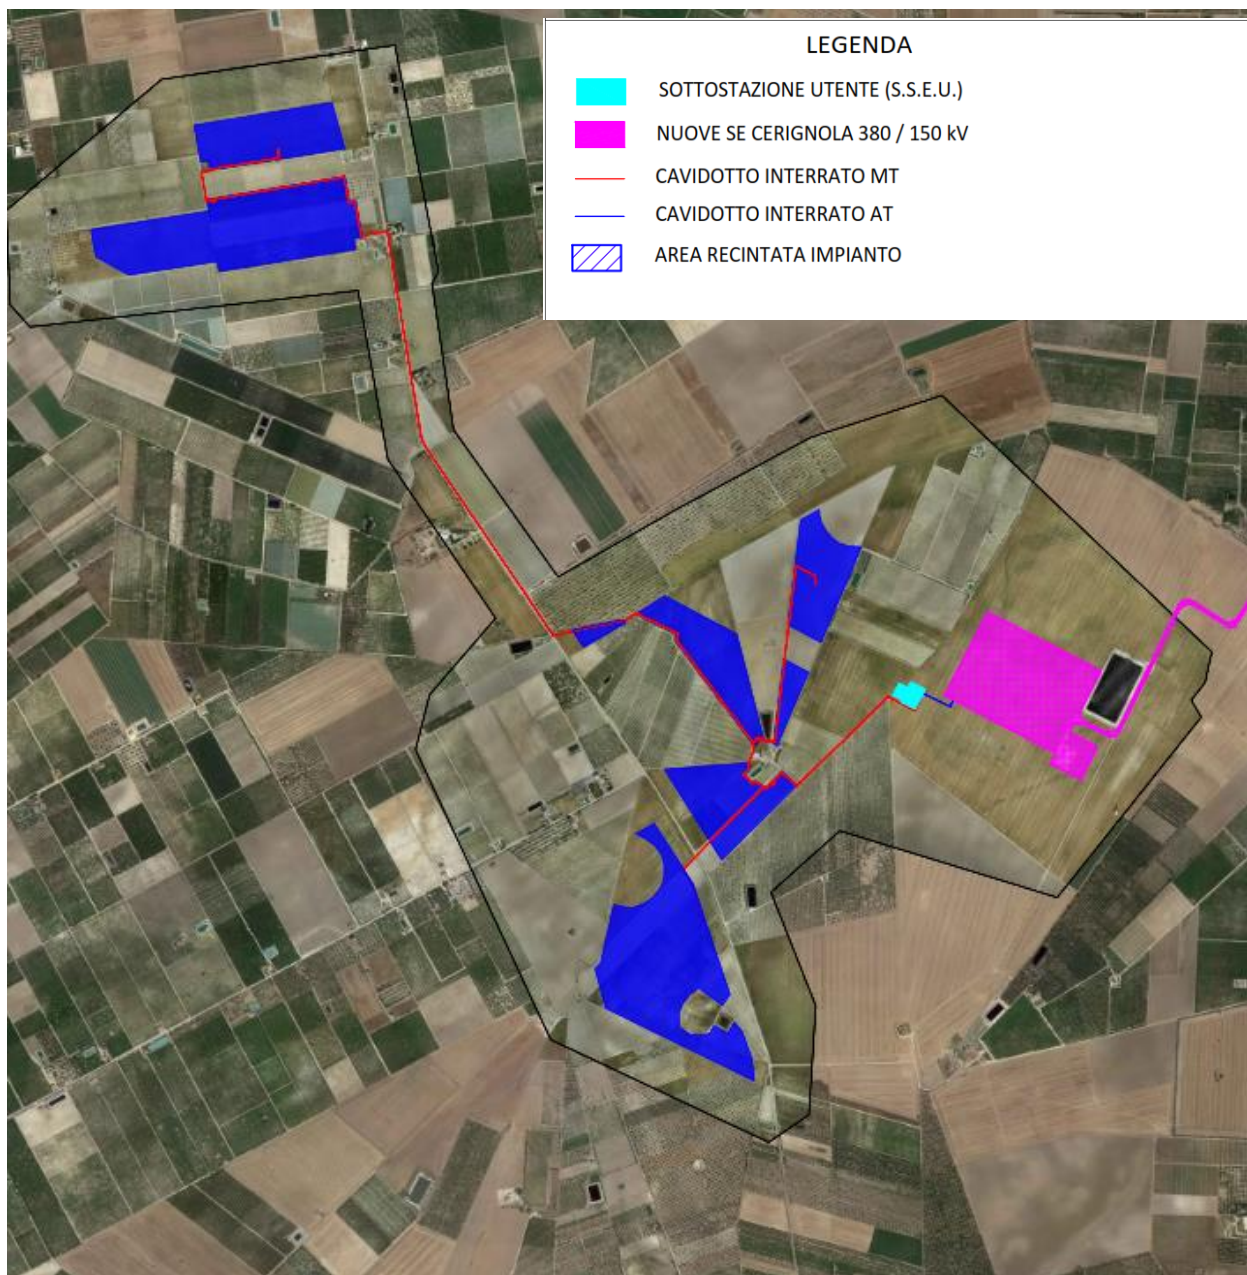 LEGENDA
SOTTOSTAZIONE UTENTE (S.S.E.U.)
NUOVE SE CERIGNOLA 380 / 150 kV
CAVIDOTTO INTERRATO MT
CAVIDOTTO INTERRATO AT
AREA RECINTATA IMPIANTO